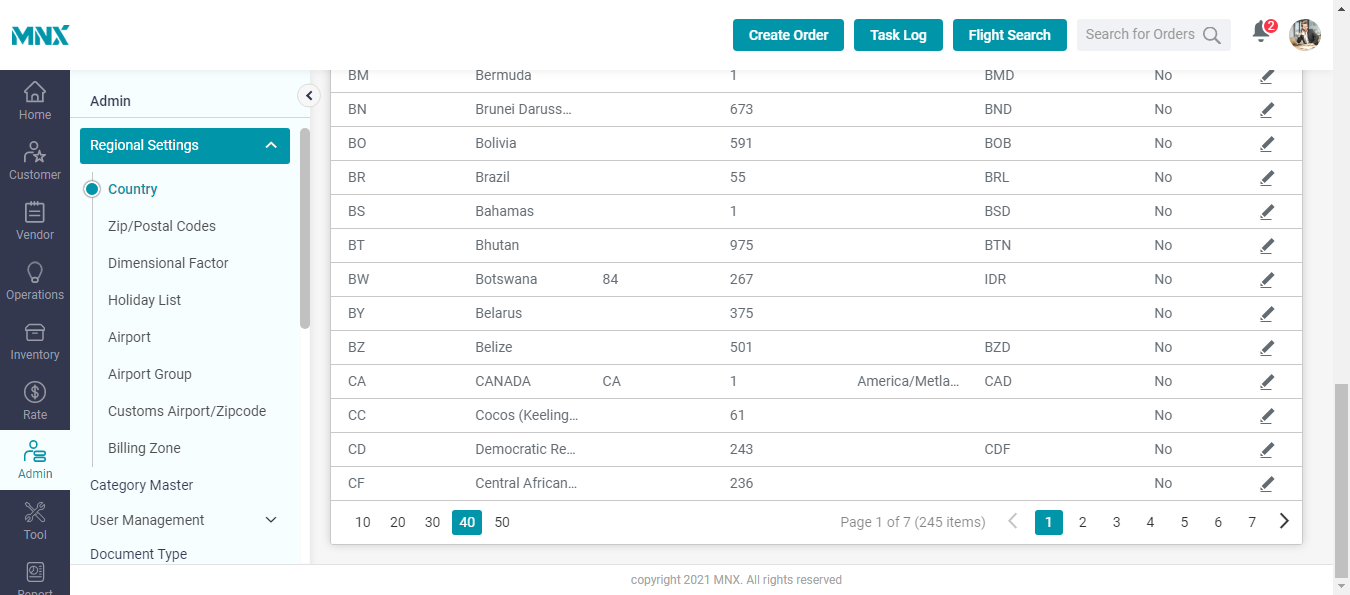 MNX
Create Order
Task Log
Flight Search
Search for Orders
2
Home
Customer
Vendor
Operations
Inventory
Rate
Admin
Tool
Report
Admin
Regional Settings
Country
Zip/Postal Codes
Dimensional Factor
Holiday List
Airport
Airport Group
Customs Airport/Zipcode
Billing Zone
Category Master
User Management
Document Type
BM Bermuda 1 BMD No
BN Brunei Daruss... 673 BND No
BO Bolivia 591 BOB No
BR Brazil 55 BRL No
BS Bahamas 1 BSD No
BT Bhutan 975 BTN No
BW Botswana 84 267 IDR No
BY Belarus 375 No
BZ Belize 501 BZD No
CA CANADA CA 1 America/Metla... CAD No
CC Cocos (Keeling... 61 No
CD Democratic Re... 243 CDF No
CF Central African... 236 No
10 20 30 40 50 Page 1 of 7 (245 items) 1 2 3 4 5 6 7
copyright 2021 MNX. All rights reserved